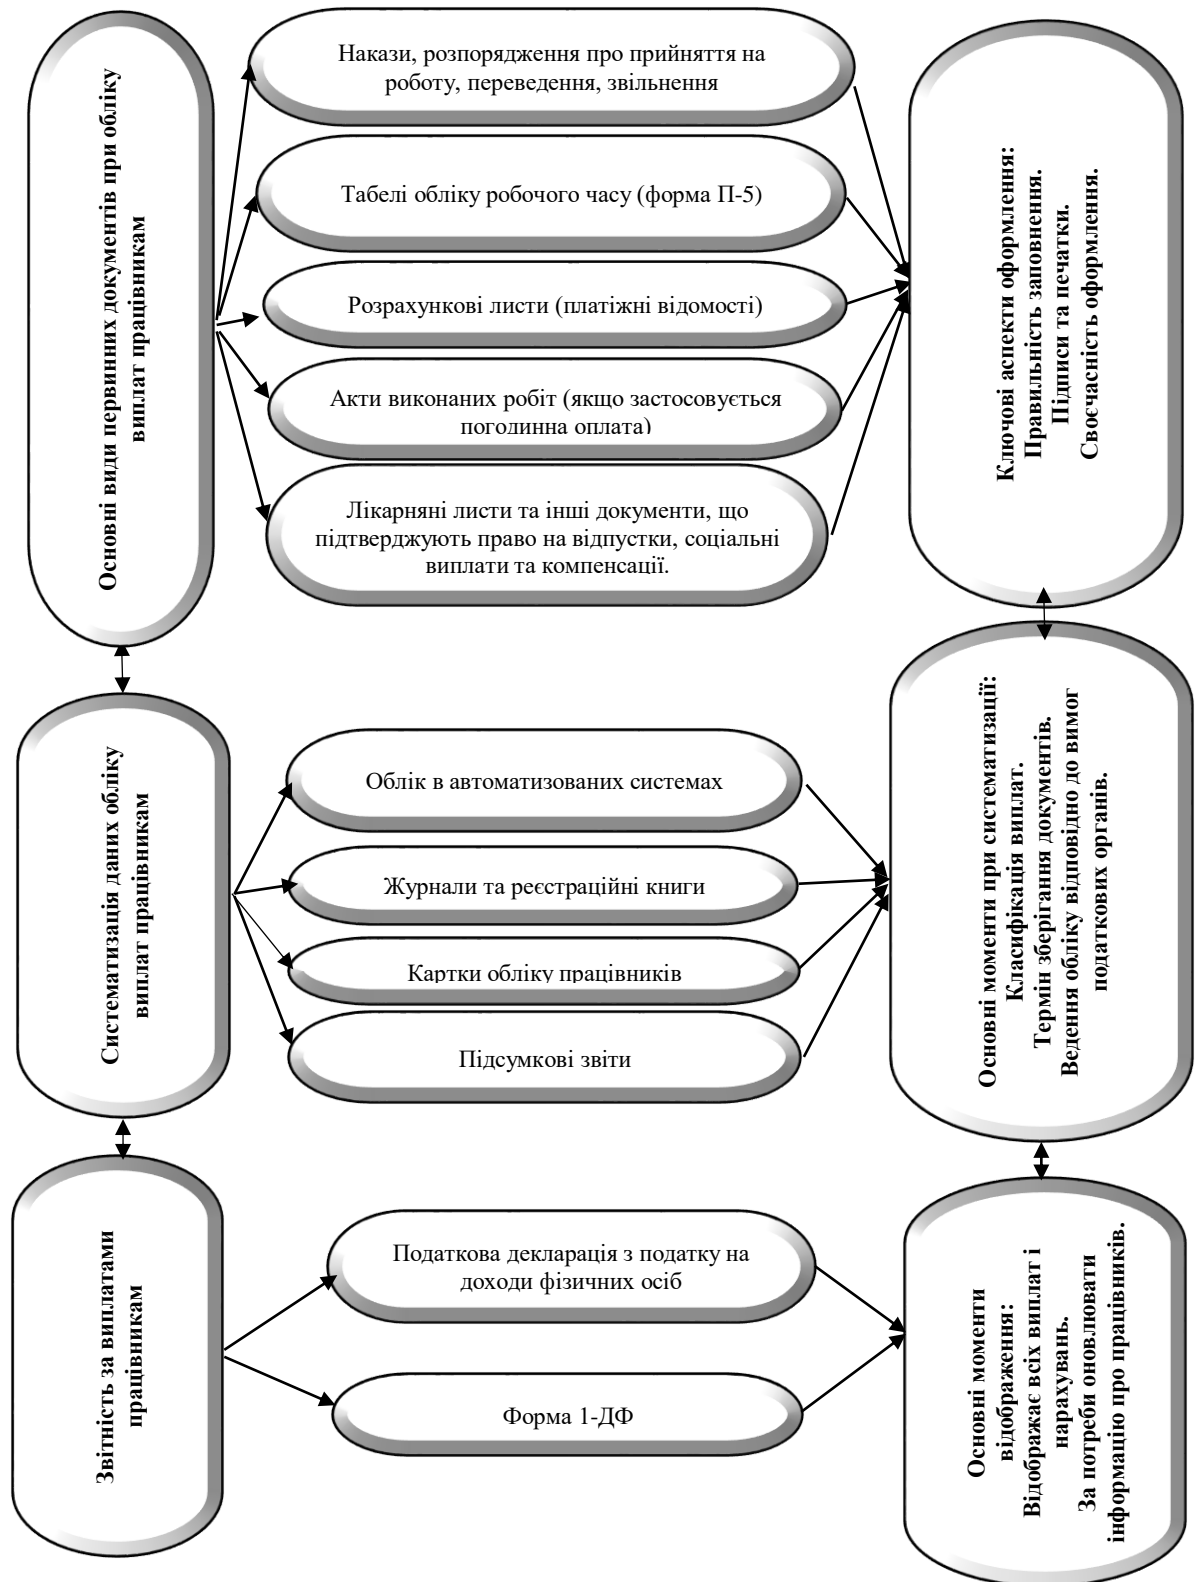 Основні види первинних документів при обліку
виплат працівникам
Накази, розпорядження про прийняття на
роботу, переведення, звільнення
Табелі обліку робочого часу (форма П-5)
Розрахункові листи (платіжні відомості)
Акти виконаних робіт (якщо застосовується
погодинна оплата)
Лікарняні листи та інші документи, що
підтверджують право на відпустки, соціальні
виплати та компенсації.
Ключові аспекти оформлення:
Правильність заповнення.
Підписи та печатки.
Своєчасність оформлення.
Систематизація даних обліку
виплат працівникам
Облік в автоматизованих системах
Журнали та реєстраційні книги
Картки обліку працівників
Підсумкові звіти
Основні моменти при систематизації:
Класифікація виплат.
Термін зберігання документів.
Ведення обліку відповідно до вимог
податкових органів.
Звітність за виплатами
працівникам
Податкова декларація з податку на
доходи фізичних осіб
Форма 1-ДФ
Основні моменти
відображення:
Відображає всіх виплат і
нарахувань.
За потреби оновлювати
інформацію про працівників.